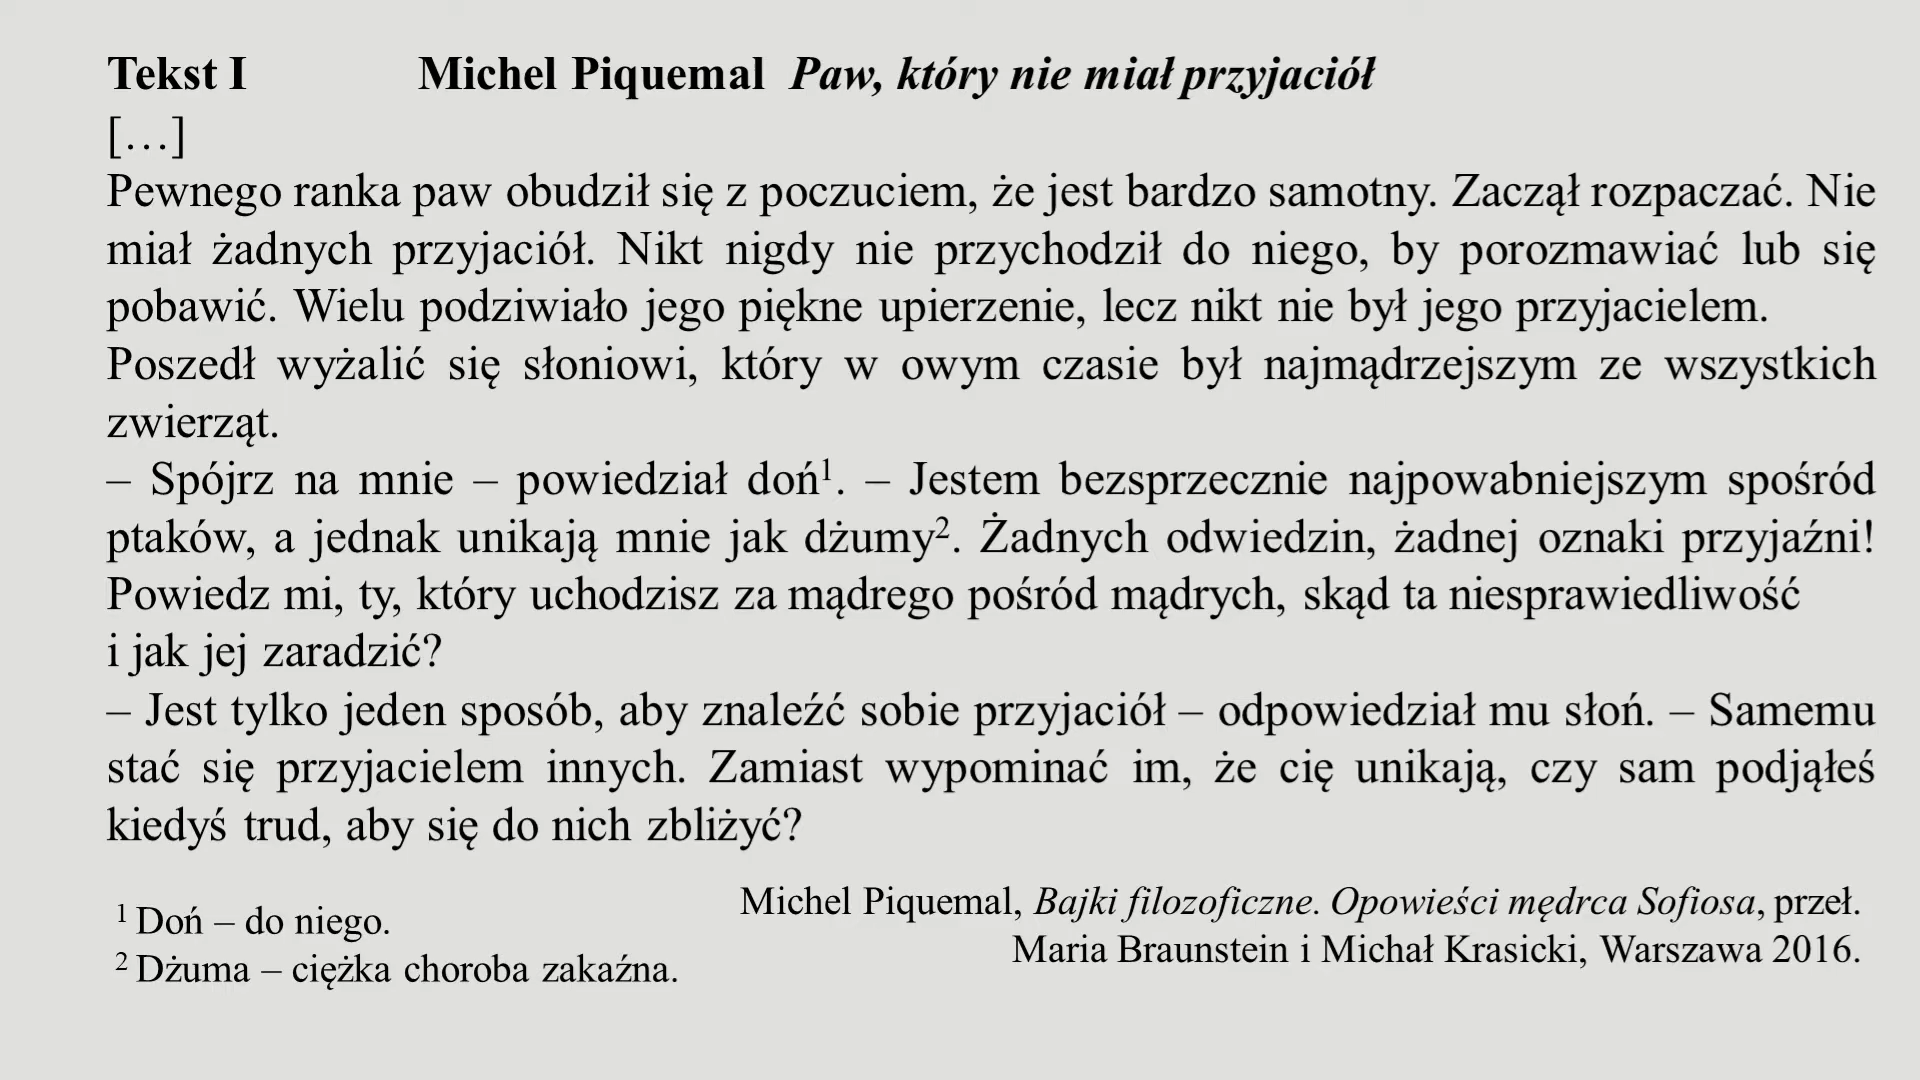 Tekst I Michel Piquemal Paw, który nie miał przyjaciół
[…]
Pewnego ranka paw obudził się z poczuciem, że jest bardzo samotny. Zaczął rozpaczać. Nie
miał żadnych przyjaciół. Nikt nigdy nie przychodził do niego, by porozmawiać lub się
pobawić. Wielu podziwiało jego piękne upierzenie, lecz nikt nie był jego przyjacielem.
Poszedł wyżalić się słoniowi, który w owym czasie był najmądrzejszym ze wszystkich
zwierząt.
– Spójrz na mnie – powiedział doń¹. – Jestem bezsprzecznie najpowabniejszym spośród
ptaków, a jednak unikają mnie jak dżumy². Żadnych odwiedzin, żadnej oznaki przyjaźni!
Powiedz mi, ty, który uchodzisz za mądrego pośród mądrych, skąd ta niesprawiedliwość
i jak jej zaradzić?
– Jest tylko jeden sposób, aby znaleźć sobie przyjaciół – odpowiedział mu słoń. – Samemu
stać się przyjacielem innych. Zamiast wypominać im, że cię unikają, czy sam podjąłeś
kiedyś trud, aby się do nich zbliżyć?
Michel Piquemal, Bajki filozoficzne. Opowieści mędrca Sofiosa, przeł.
Maria Braunstein i Michał Krasicki, Warszawa 2016.
¹ Doń – do niego.
² Dżuma – ciężka choroba zakaźna.